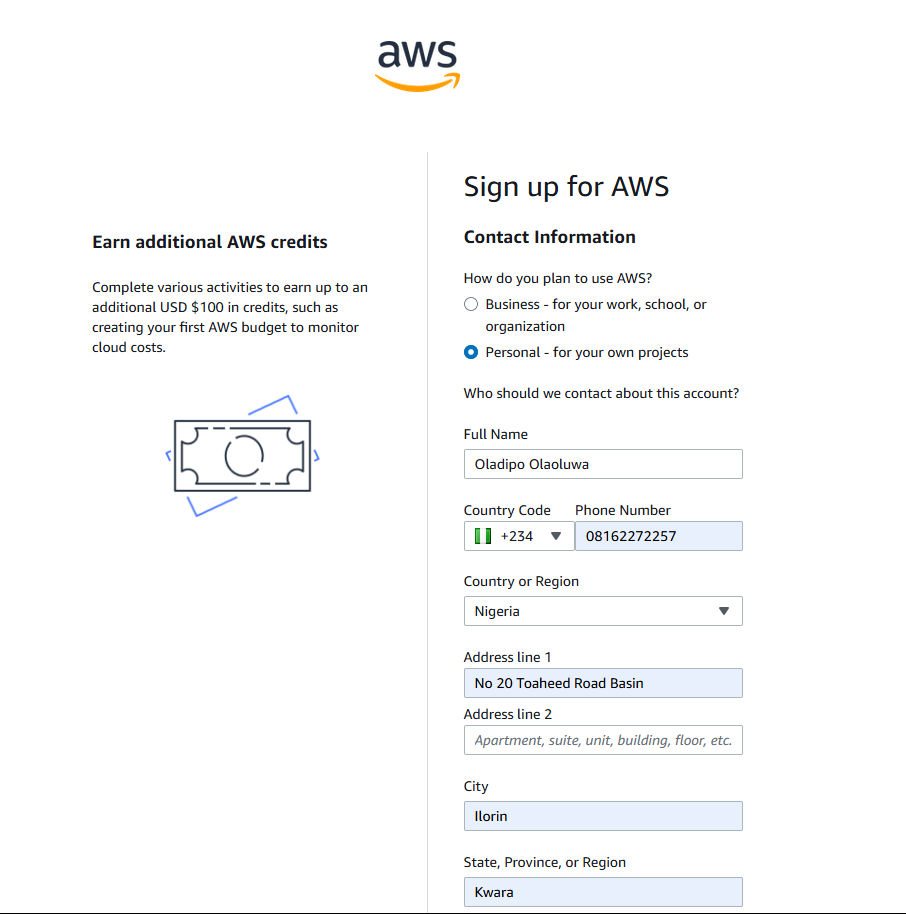 aws
Earn additional AWS credits
Complete various activities to earn up to an
additional USD $100 in credits, such as
creating your first AWS budget to monitor
cloud costs.
Sign up for AWS
Contact Information
How do you plan to use AWS?
Business - for your work, school, or
organization
Personal - for your own projects
Who should we contact about this account?
Full Name
Oladipo Olaoluwa
Country Code Phone Number
+234 08162272257
Country or Region
Nigeria
Address line 1
No 20 Toaheed Road Basin
Address line 2
Apartment, suite, unit, building, floor, etc.
City
Ilorin
State, Province, or Region
Kwara